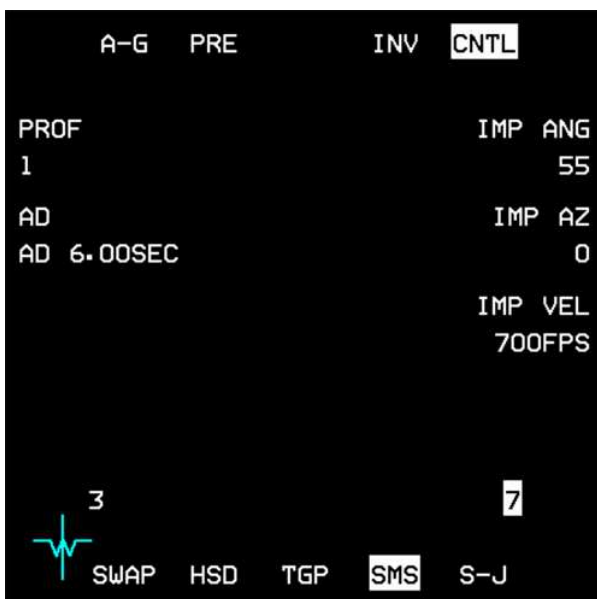 A-G PRE INV CNTL
PROF IMP ANG
1 55
AD IMP AZ
AD 6.00SEC 0
IMP VEL
700FPS
3 7
SWAP HSD TGP SMS S-J